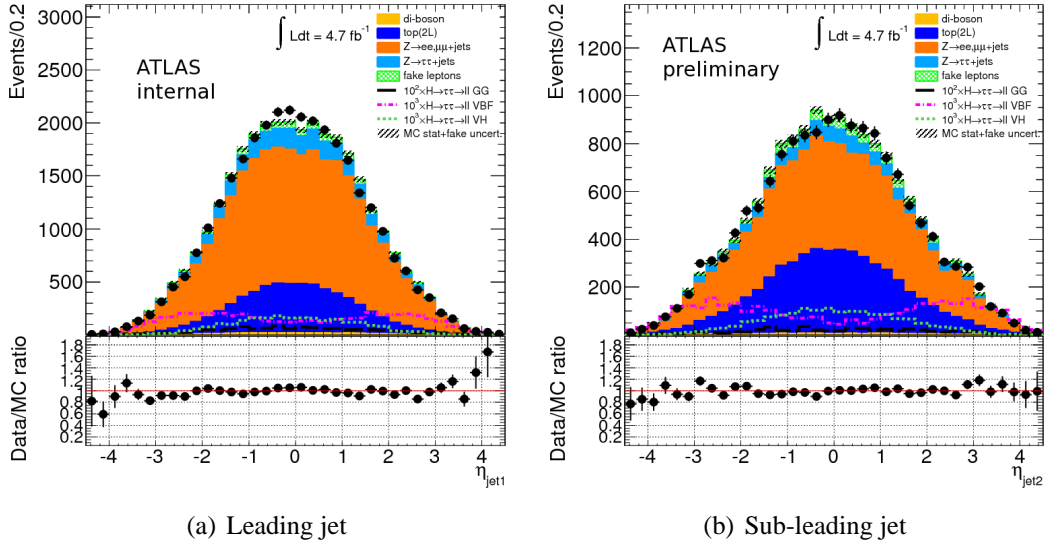 Events/0.2
3000
2500
2000
1500
1000
500
ATLAS
internal
∫ Ldt = 4.7 fb⁻¹
di-boson
top(2L)
Z→ee,μμ+jets
Z→ττ+jets
fake leptons
10²×H→ττ→ll GG
10³×H→ττ→ll VBF
10³×H→ττ→ll VH
MC stat+fake uncert.
Data/MC ratio
1.8
1.6
1.4
1.2
1.0
0.8
0.6
0.4
0.2
-4 -3 -2 -1 0 1 2 3 4
η jet1
(a) Leading jet
Events/0.2
1200
1000
800
600
400
200
ATLAS
preliminary
∫ Ldt = 4.7 fb⁻¹
di-boson
top(2L)
Z→ee,μμ+jets
Z→ττ+jets
fake leptons
10²×H→ττ→ll GG
10³×H→ττ→ll VBF
10³×H→ττ→ll VH
MC stat+fake uncert.
Data/MC ratio
1.8
1.6
1.4
1.2
1.0
0.8
0.6
0.4
0.2
-4 -3 -2 -1 0 1 2 3 4
η jet2
(b) Sub-leading jet